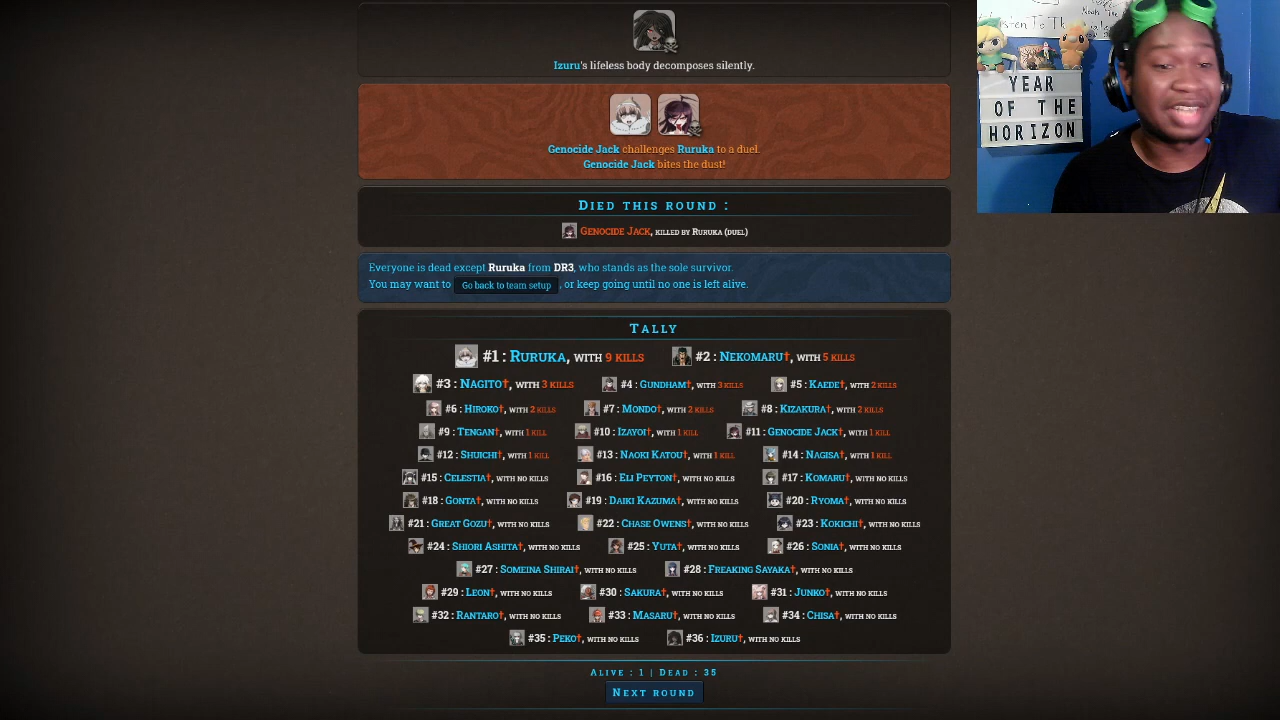 Izuru's lifeless body decomposes silently.
Genocide Jack challenges Ruruka to a duel.
Genocide Jack bites the dust!
Died this round :
Genocide Jack, killed by Ruruka (duel)
Everyone is dead except Ruruka from DR3, who stands as the sole survivor.
You may want to Go back to team setup, or keep going until no one is left alive.
Tally
#1 : Ruruka, with 9 kills #2 : Nekomaru†, with 5 kills
#3 : Nagito†, with 3 kills #4 : Gundham†, with 3 kills #5 : Kaede†, with 2 kills
#6 : Hiroko†, with 2 kills #7 : Mondo†, with 2 kills #8 : Kizakura†, with 2 kills
#9 : Tengan†, with 1 kill #10 : Izayoi†, with 1 kill #11 : Genocide Jack†, with 1 kill
#12 : Shuichi†, with 1 kill #13 : Naoki Katou†, with 1 kill #14 : Nagisa†, with 1 kill
#15 : Celestia†, with no kills #16 : Eli Peyton†, with no kills #17 : Komaru†, with no kills
#18 : Gonta†, with no kills #19 : Daiki Kazuma†, with no kills #20 : Ryoma†, with no kills
#21 : Great Gozu†, with no kills #22 : Chase Owens†, with no kills #23 : Kokichi†, with no kills
#24 : Shiori Ashita†, with no kills #25 : Yuta†, with no kills #26 : Sonia†, with no kills
#27 : Someina Shirai†, with no kills #28 : Freaking Sayaka†, with no kills
#29 : Leon†, with no kills #30 : Sakura†, with no kills #31 : Junko†, with no kills
#32 : Rantaro†, with no kills #33 : Masaru†, with no kills #34 : Chisa†, with no kills
#35 : Peko†, with no kills #36 : Izuru†, with no kills
Alive : 1 | Dead : 35
Next round
YEAR
OF THE
HORIZON